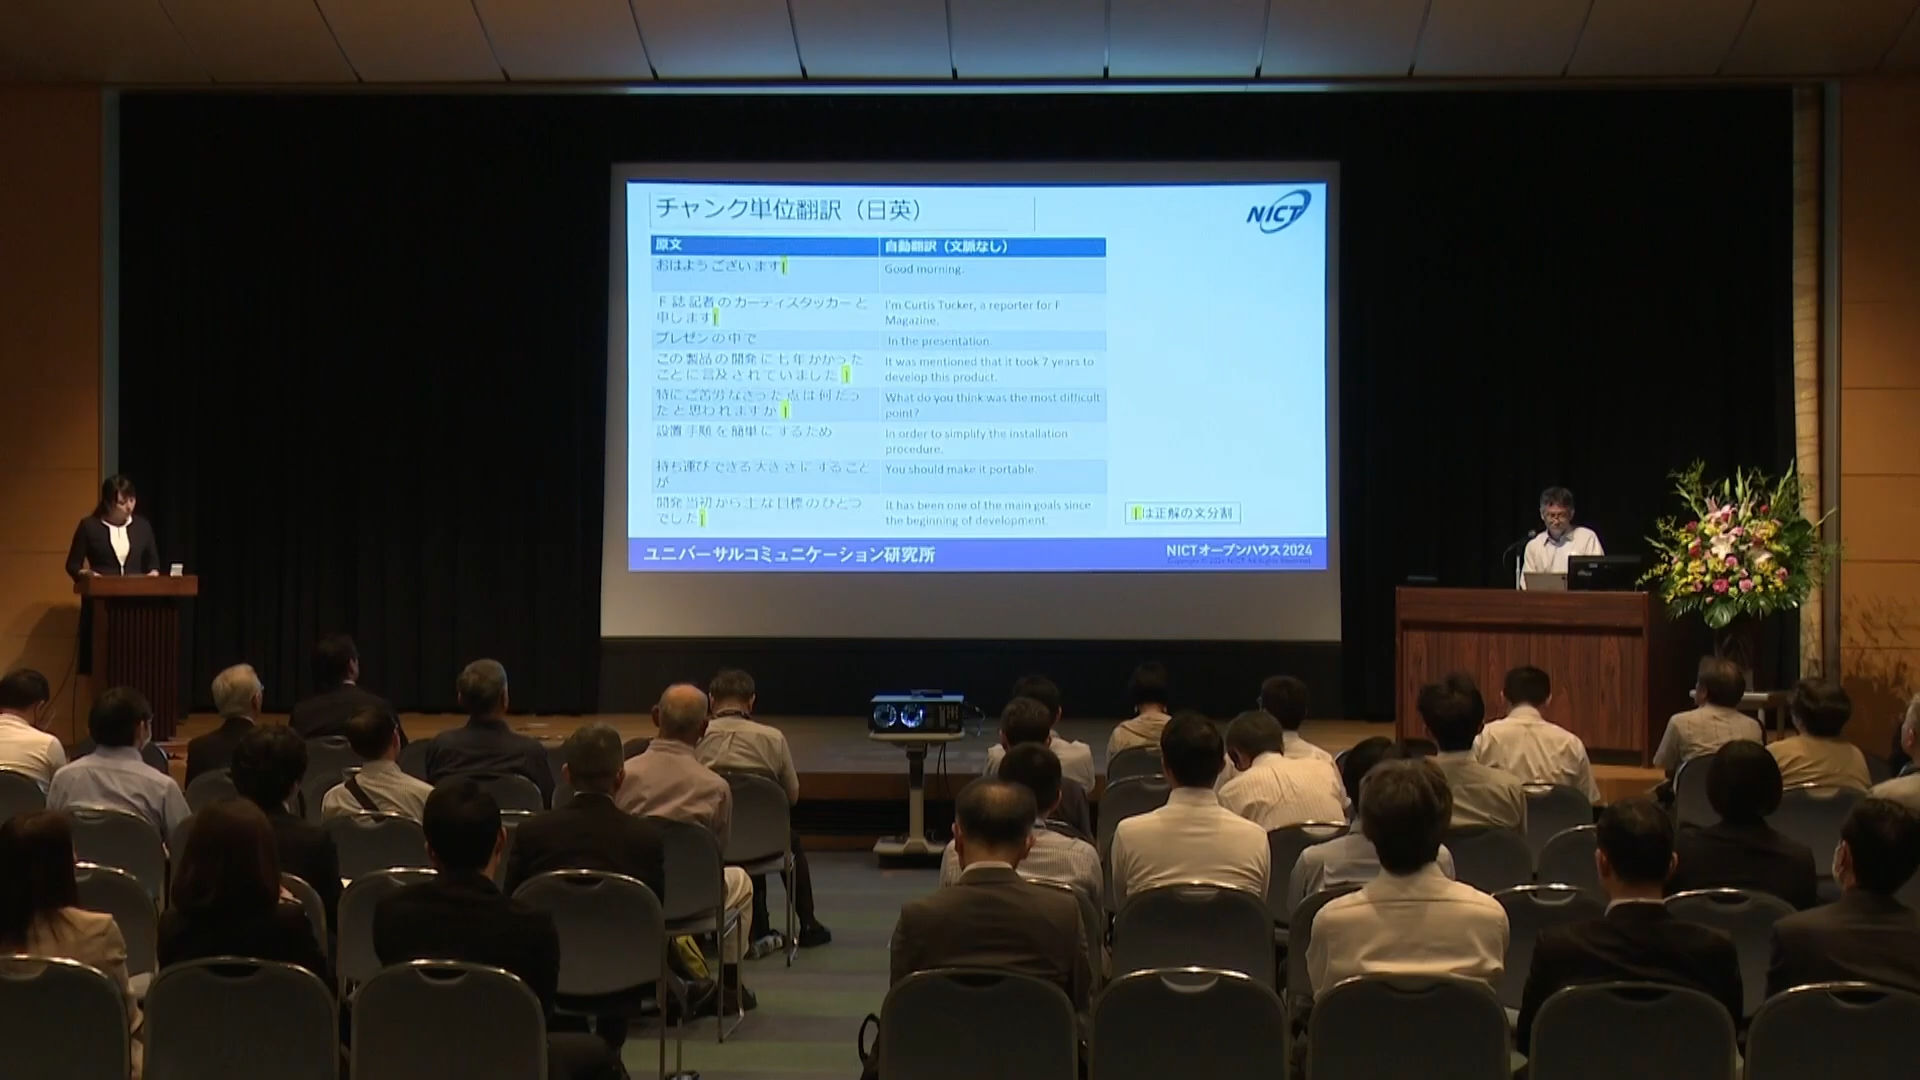 チャンク単位翻訳（日英）
NICT
原文
自動翻訳（文脈なし）
おはようございます|
Good morning.
F 誌記者のカーティスタッカーと
申します|
I'm Curtis Tucker, a reporter for F
Magazine.
プレゼンの中で
In the presentation.
この製品の開発に七年かかった
ことに言及されていました|
It was mentioned that it took 7 years to
develop this product.
特にご苦労なさった点は何だっ
たと思われますか|
What do you think was the most difficult
point?
設置手順を簡単にするため
In order to simplify the installation
procedure.
持ち運びできる大きさにすること
が
You should make it portable
開発当初から主な目標のひとつ
でした|
It has been one of the main goals since
the beginning of development.
|は正解の文分割
ユニバーサルコミュニケーション研究所
NICTオープンハウス2024